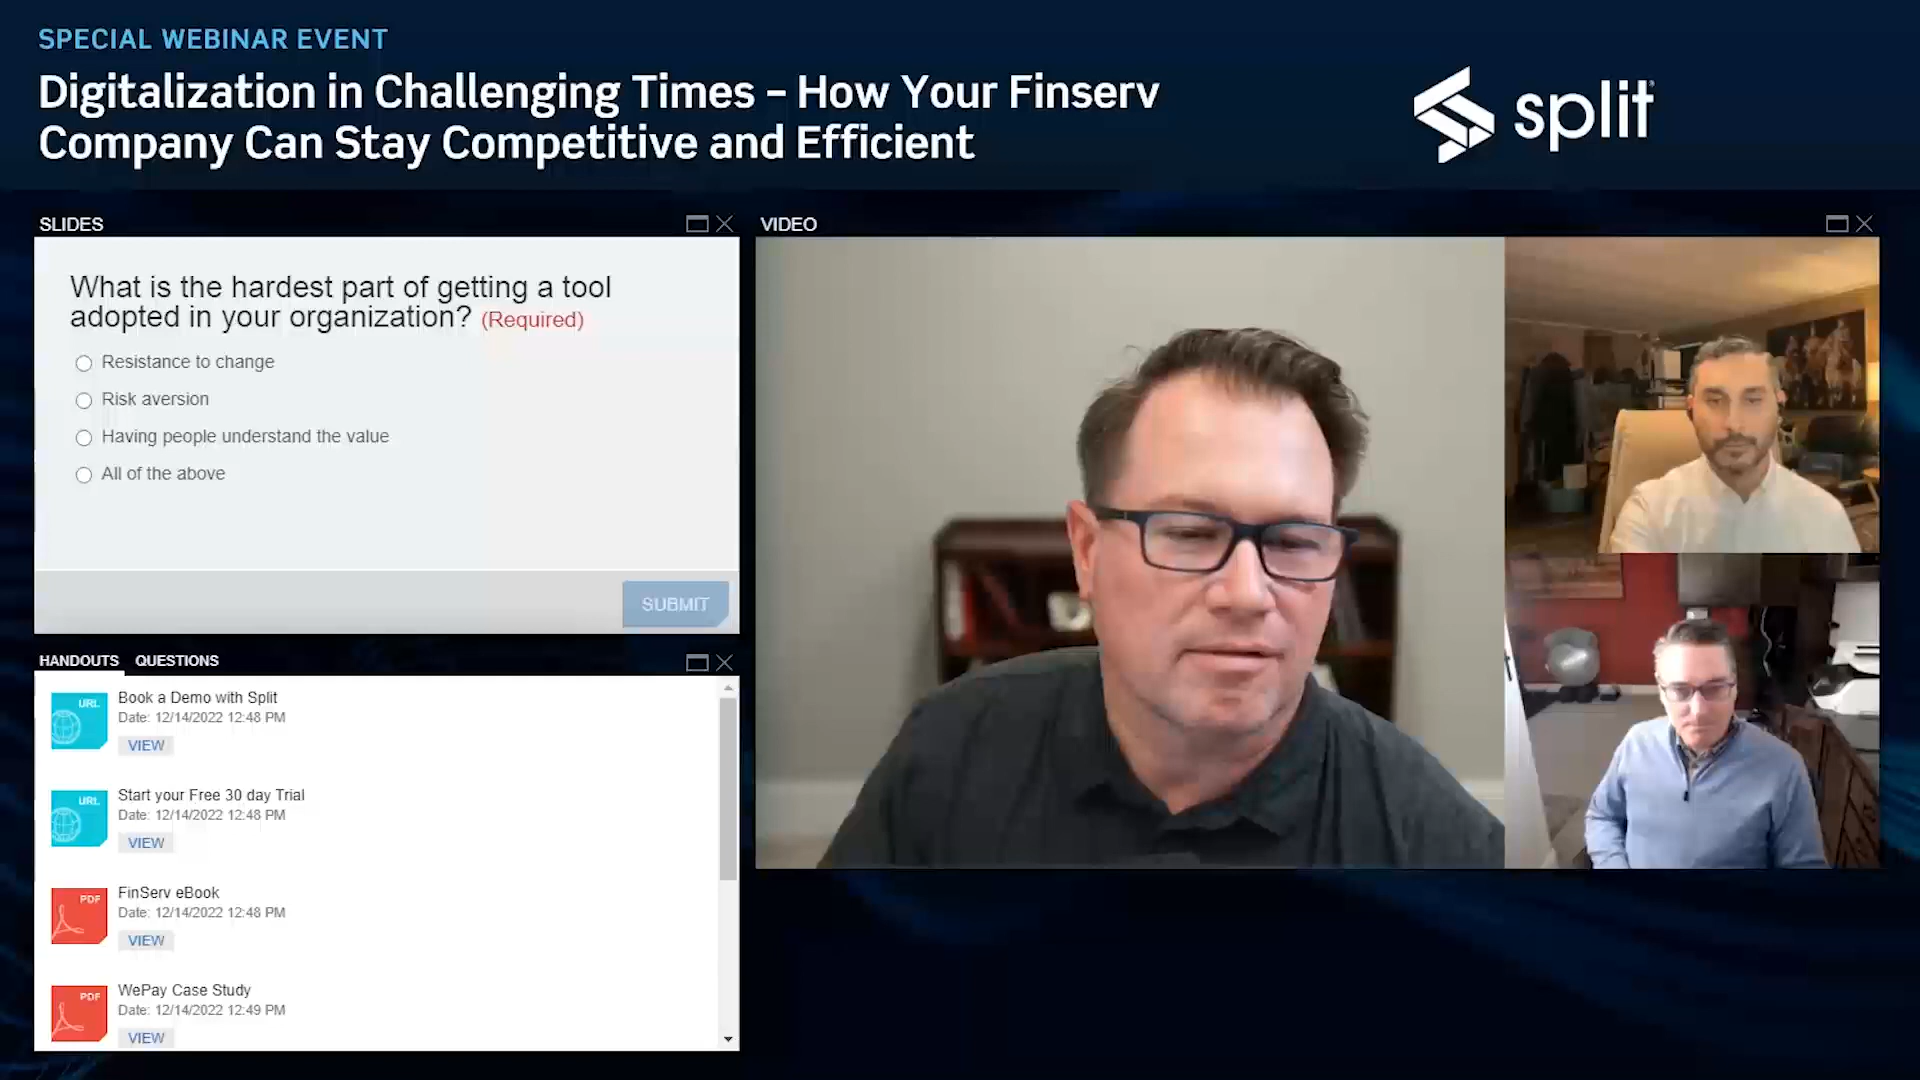 SPECIAL WEBINAR EVENT
Digitalization in Challenging Times – How Your Finserv
Company Can Stay Competitive and Efficient
split
SLIDES
What is the hardest part of getting a tool
adopted in your organization? (Required)
Resistance to change
Risk aversion
Having people understand the value
All of the above
SUBMIT
VIDEO
HANDOUTS QUESTIONS
URL
Book a Demo with Split
Date: 12/14/2022 12:48 PM
VIEW
URL
Start your Free 30 day Trial
Date: 12/14/2022 12:48 PM
VIEW
PDF
FinServ eBook
Date: 12/14/2022 12:48 PM
VIEW
PDF
WePay Case Study
Date: 12/14/2022 12:49 PM
VIEW